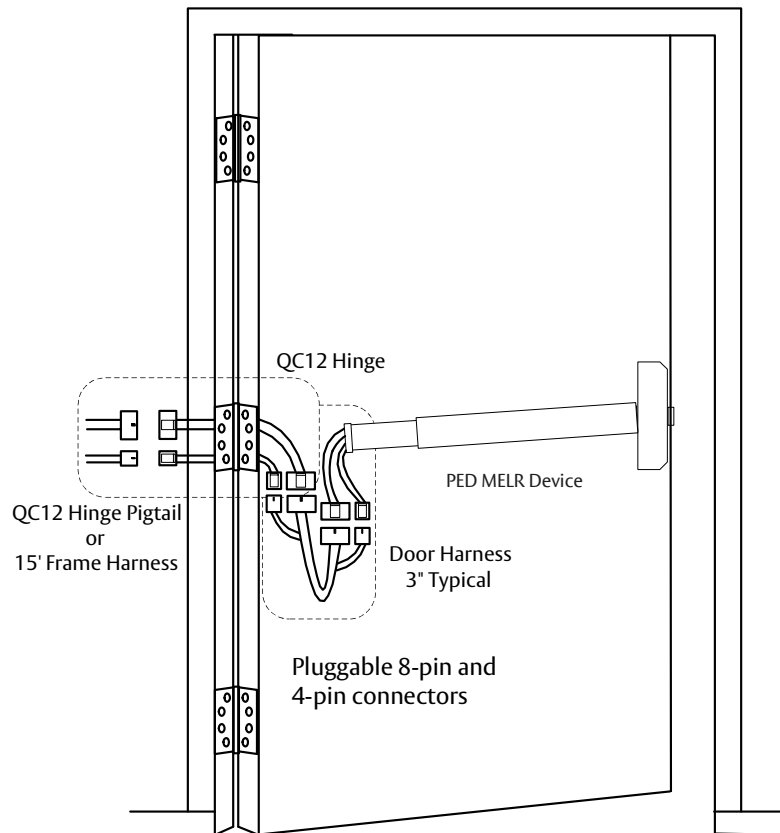 QC12 Hinge
PED MELR Device
QC12 Hinge Pigtail
or
15' Frame Harness
Door Harness
3" Typical
Pluggable 8-pin and
4-pin connectors